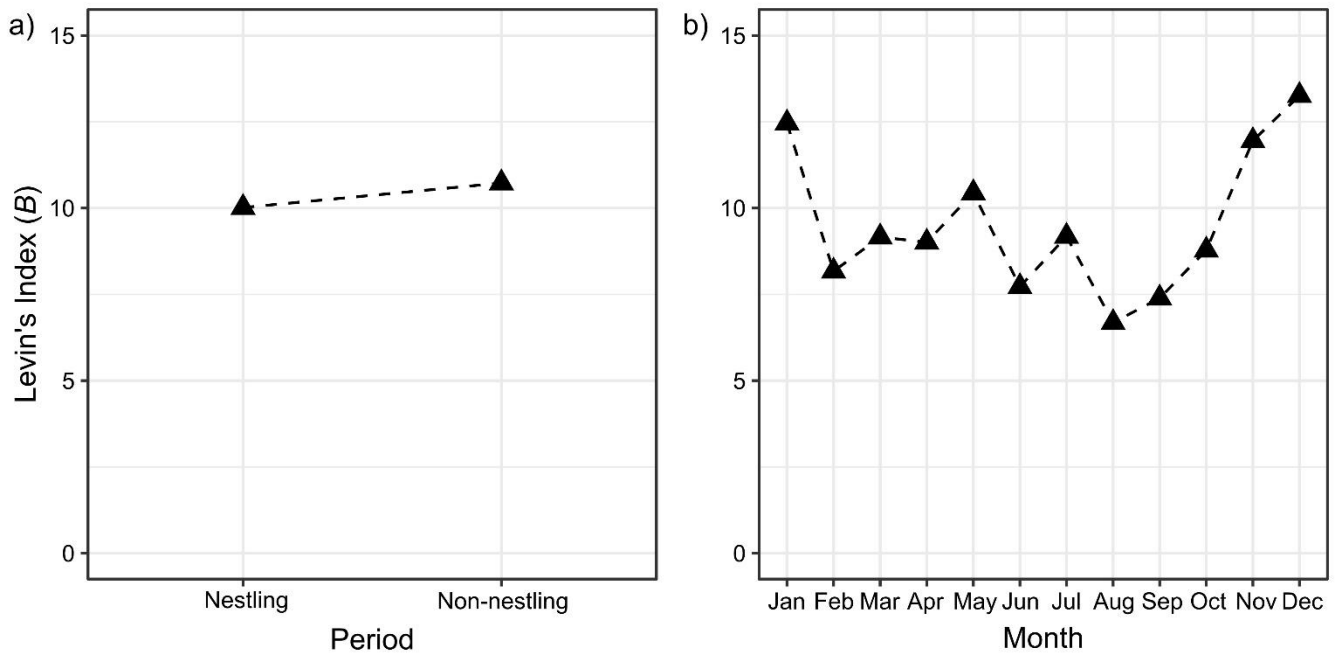 a)
15
10
5
0
Levin's Index (B)
Nestling Non-nestling
Period
b)
15
10
5
0
Jan Feb Mar Apr May Jun Jul Aug Sep Oct Nov Dec
Month